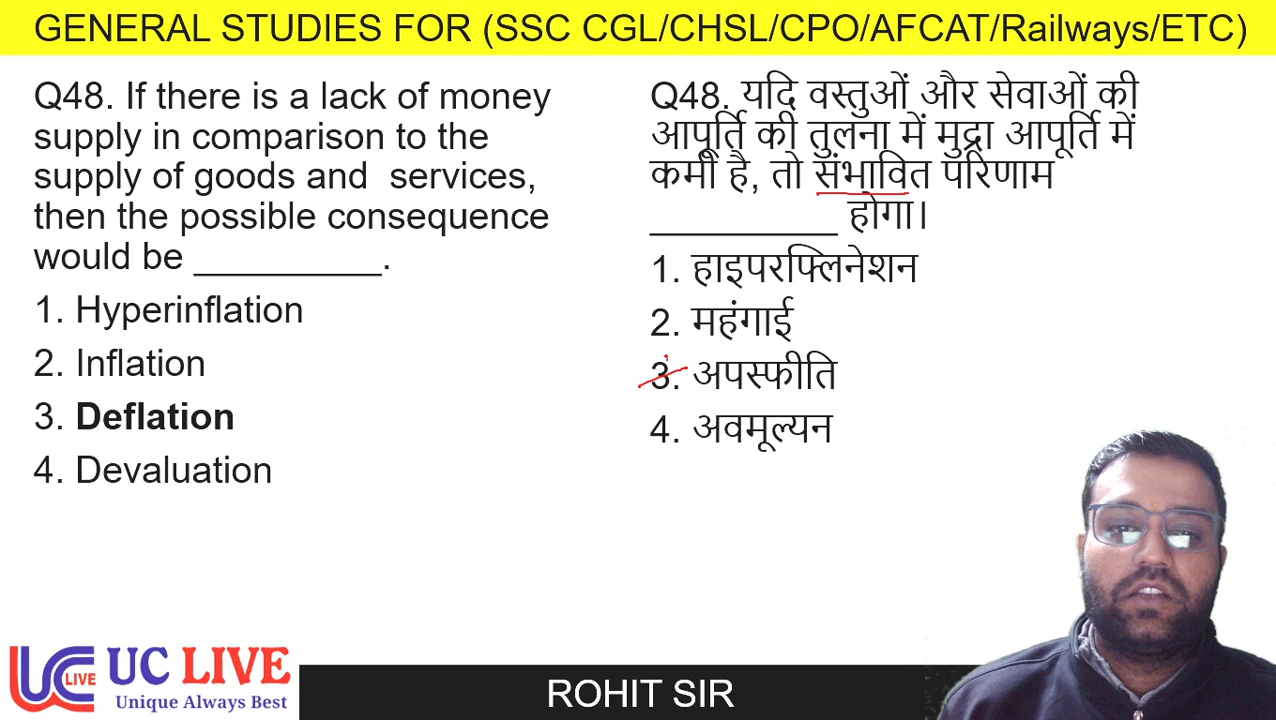 GENERAL STUDIES FOR (SSC CGL/CHSL/CPO/AFCAT/Railways/ETC)
Q48. If there is a lack of money
supply in comparison to the
supply of goods and services,
then the possible consequence
would be _________.
1. Hyperinflation
2. Inflation
3. Deflation
4. Devaluation
Q48. यदि वस्तुओं और सेवाओं की
आपूर्ति की तुलना में मुद्रा आपूर्ति में
कमी है, तो संभावित परिणाम
_________ होगा।
1. हाइपरफ्लिनेशन
2. महंगाई
3. अपस्फीति
4. अवमूल्यन
UC LIVE
LIVE
Unique Always Best
ROHIT SIR